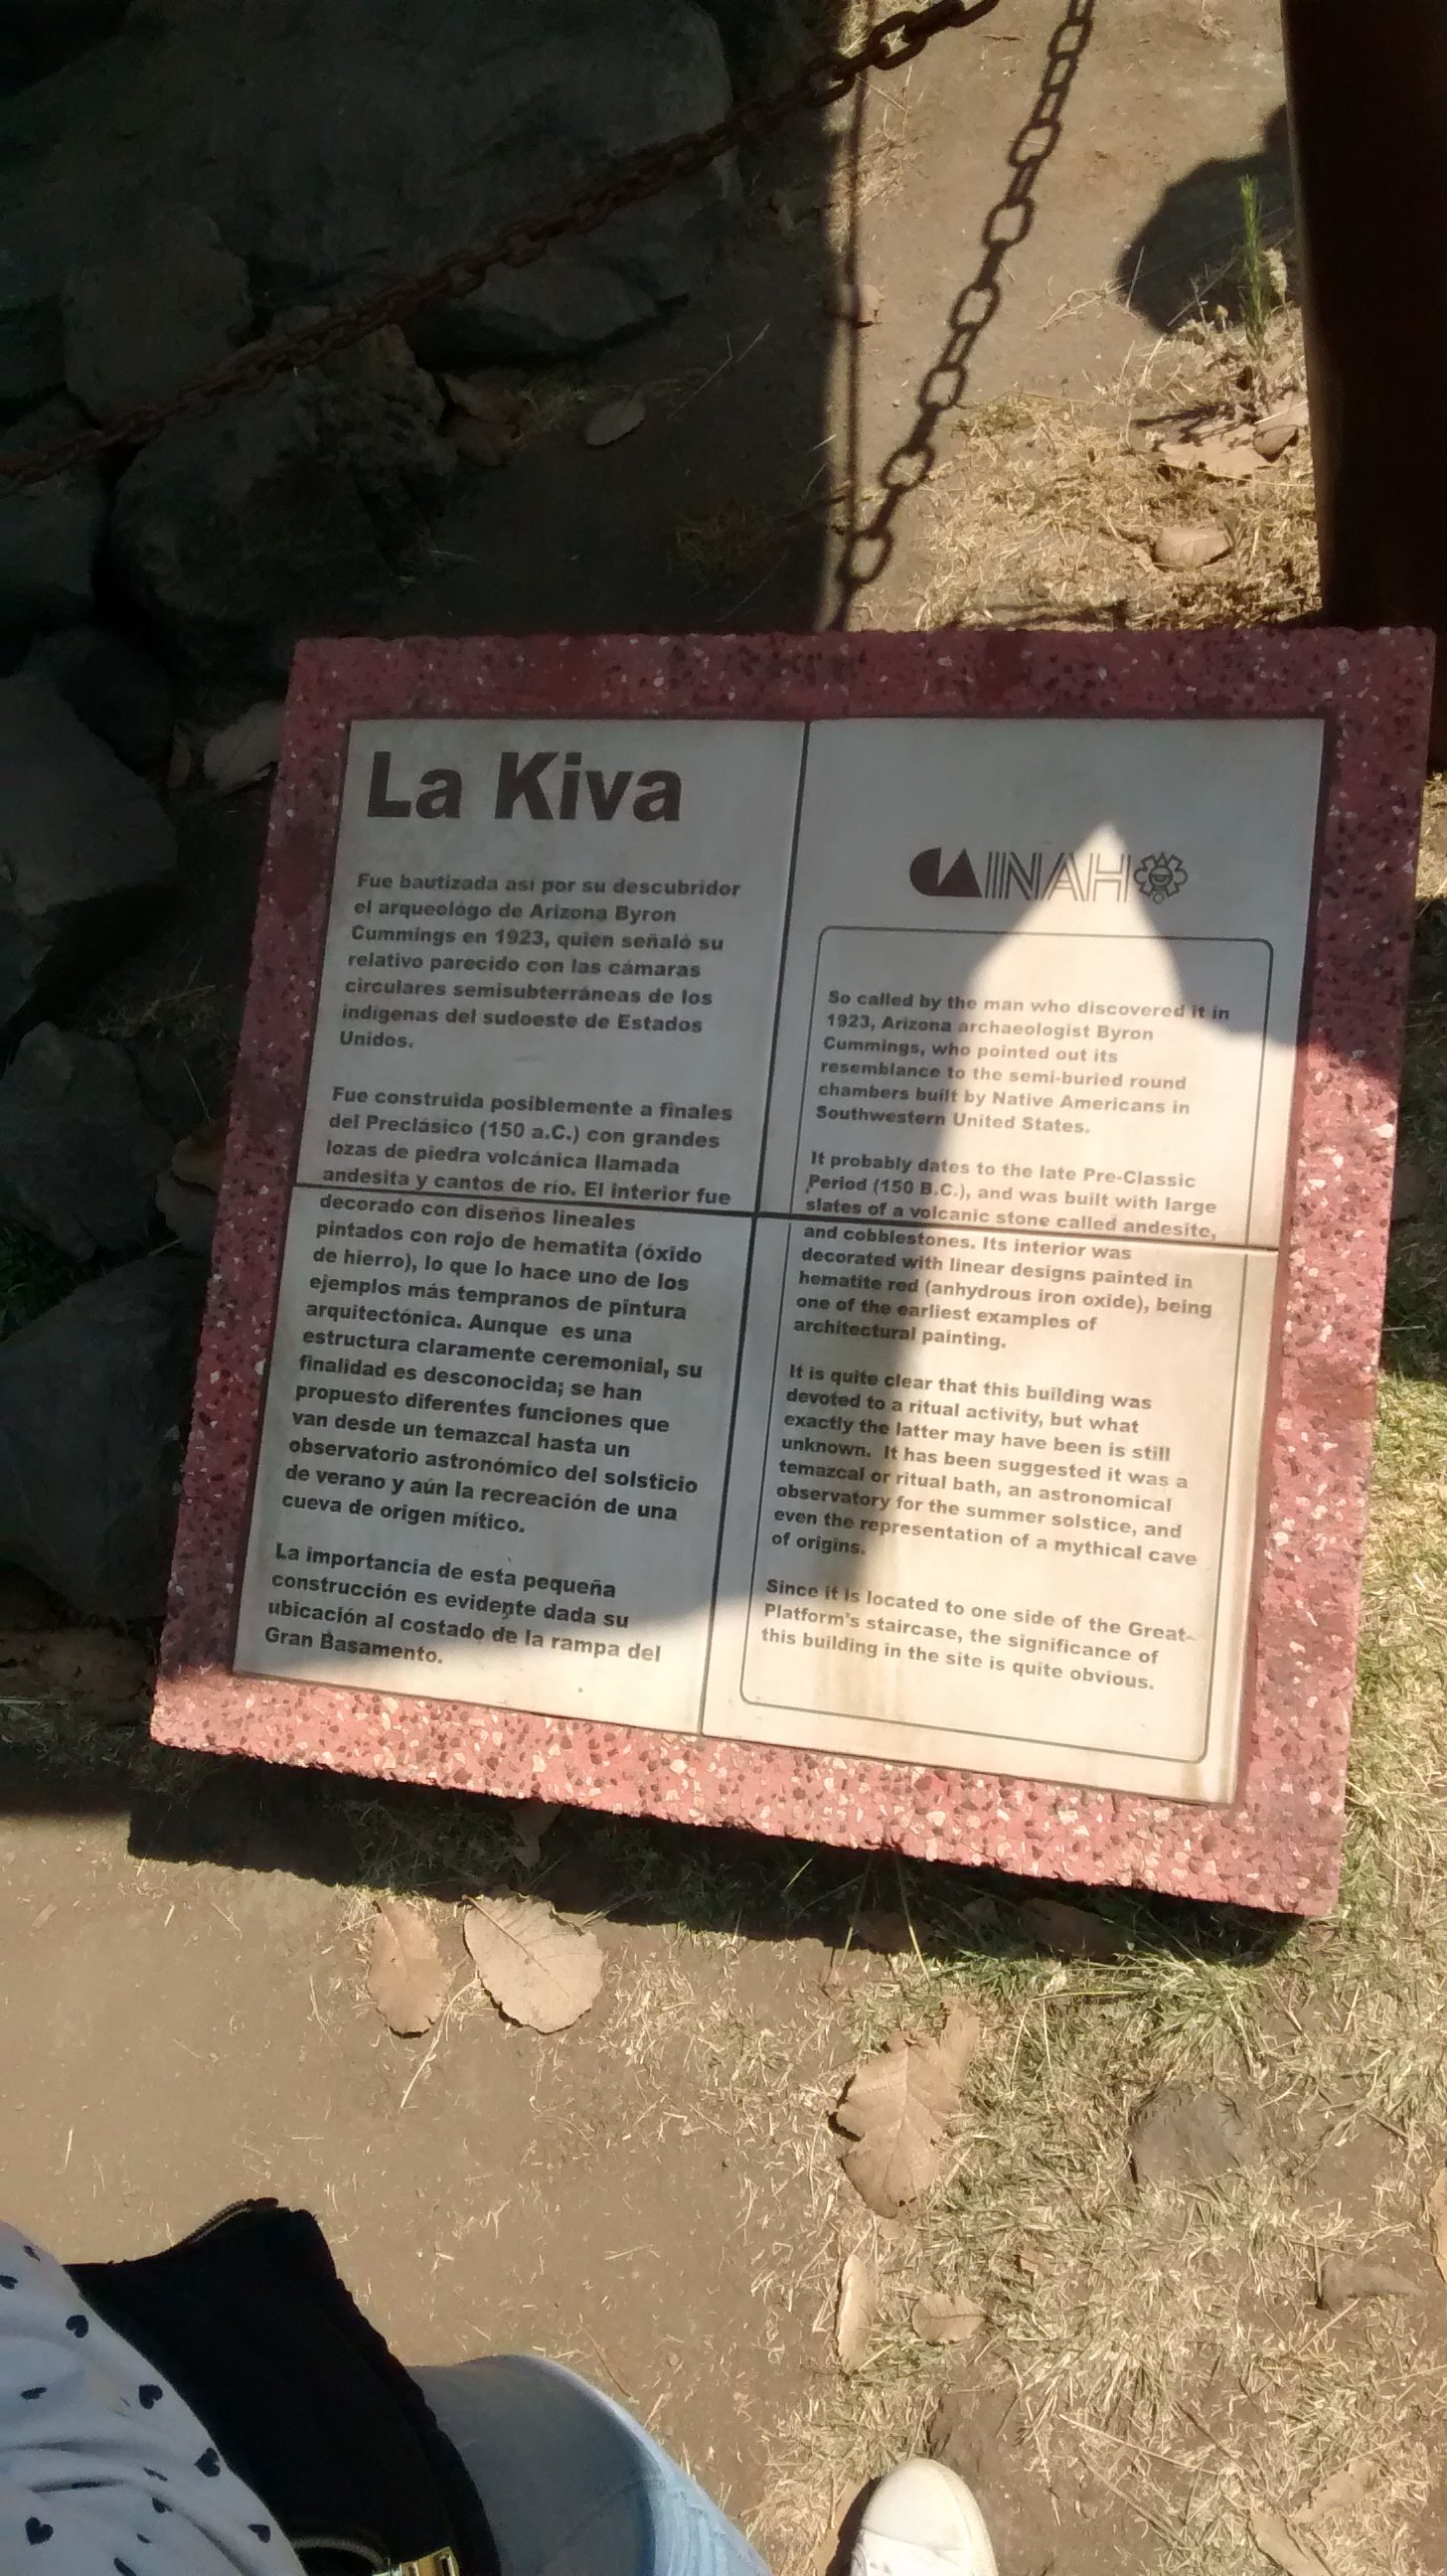 La Kiva
Fue bautizada así por su descubridor
el arqueológo de Arizona Byron
Cummings en 1923, quien señaló su
relativo parecido con las cámaras
circulares semisubterráneas de los
indígenas del sudoeste de Estados
Unidos.
Fue construida posiblemente a finales
del Preclásico (150 a.C.) con grandes
lozas de piedra volcánica llamada
andesita y cantos de río. El interior fue
decorado con diseños lineales
pintados con rojo de hematita (óxido
de hierro), lo que lo hace uno de los
ejemplos más tempranos de pintura
arquitectónica. Aunque es una
estructura claramente ceremonial, su
finalidad es desconocida; se han
propuesto diferentes funciones que
van desde un temazcal hasta un
observatorio astronómico del solsticio
de verano y aún la recreación de una
cueva de origen mítico.
La importancia de esta pequeña
construcción es evidente dada su
ubicación al costado de la rampa del
Gran Basamento.
CA INAH
So called by the man who discovered it in
1923, Arizona archaeologist Byron
Cummings, who pointed out its
resemblance to the semi-buried round
chambers built by Native Americans in
Southwestern United States.
It probably dates to the late Pre-Classic
Period (150 B.C.), and was built with large
slates of a volcanic stone called andesite,
and cobblestones. Its interior was
decorated with linear designs painted in
hematite red (anhydrous iron oxide), being
one of the earliest examples of
architectural painting.
It is quite clear that this building was
devoted to a ritual activity, but what
exactly the latter may have been is still
unknown. It has been suggested it was a
temazcal or ritual bath, an astronomical
observatory for the summer solstice, and
even the representation of a mythical cave
of origins.
Since it is located to one side of the Great
Platform's staircase, the significance of
this building in the site is quite obvious.